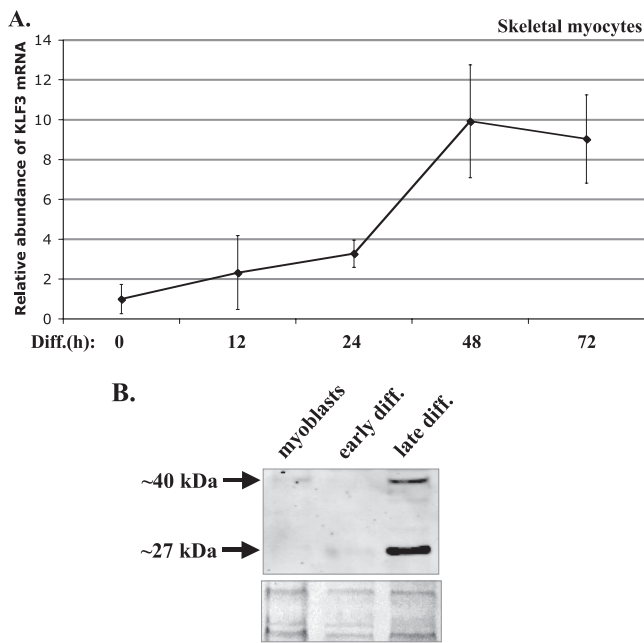 A.
Skeletal myocytes
Relative abundance of KLF3 mRNA
14
12
10
8
6
4
2
0
Diff.(h): 0 12 24 48 72
B.
myoblasts
early diff.
late diff.
~40 kDa
~27 kDa